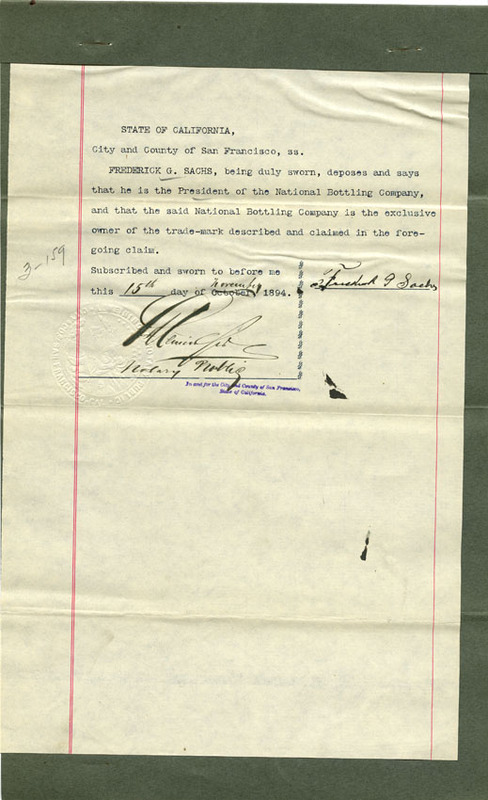 STATE OF CALIFORNIA,
City and County of San Francisco, ss.
FREDERICK G. SACHS, being duly sworn, deposes and says
that he is the President of the National Bottling Company,
and that the said National Bottling Company is the exclusive
owner of the trade-mark described and claimed in the fore-
going claim.
3-159
Subscribed and sworn to before me
this 15th day of October November 1894.
Frederick G Sachs
Notary Public
In and for the City and County of San Francisco,
State of California.